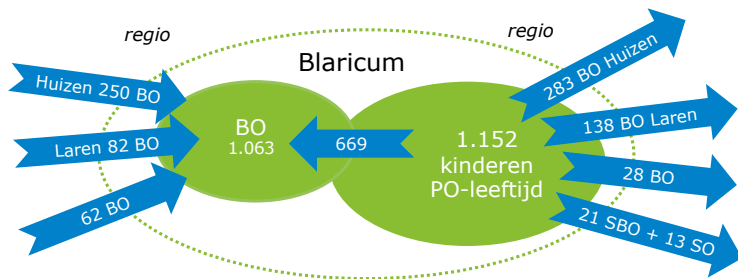 regio
regio
Blaricum
Huizen 250 BO
Laren 82 BO
62 BO
BO
1.063
669
1.152
kinderen
PO-leeftijd
283 BO Huizen
138 BO Laren
28 BO
21 SBO + 13 SO